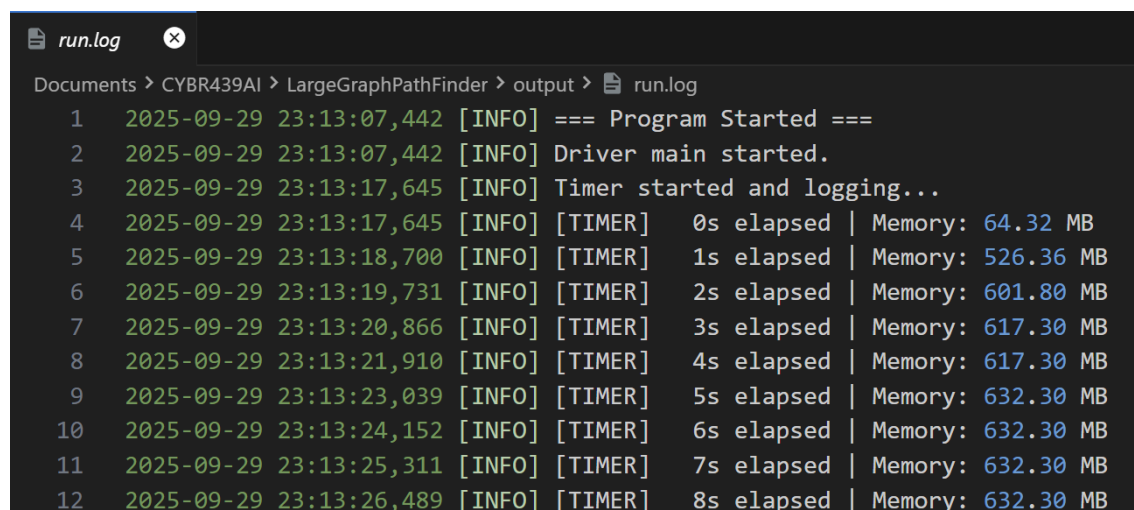 run.log
Documents > CYBR439AI > LargeGraphPathFinder > output > run.log
1 2025-09-29 23:13:07,442 [INFO] === Program Started ===
2 2025-09-29 23:13:07,442 [INFO] Driver main started.
3 2025-09-29 23:13:17,645 [INFO] Timer started and logging...
4 2025-09-29 23:13:17,645 [INFO] [TIMER]   0s elapsed | Memory: 64.32 MB
5 2025-09-29 23:13:18,700 [INFO] [TIMER]   1s elapsed | Memory: 526.36 MB
6 2025-09-29 23:13:19,731 [INFO] [TIMER]   2s elapsed | Memory: 601.80 MB
7 2025-09-29 23:13:20,866 [INFO] [TIMER]   3s elapsed | Memory: 617.30 MB
8 2025-09-29 23:13:21,910 [INFO] [TIMER]   4s elapsed | Memory: 617.30 MB
9 2025-09-29 23:13:23,039 [INFO] [TIMER]   5s elapsed | Memory: 632.30 MB
10 2025-09-29 23:13:24,152 [INFO] [TIMER]   6s elapsed | Memory: 632.30 MB
11 2025-09-29 23:13:25,311 [INFO] [TIMER]   7s elapsed | Memory: 632.30 MB
12 2025-09-29 23:13:26,489 [INFO] [TIMER]   8s elapsed | Memory: 632.30 MB